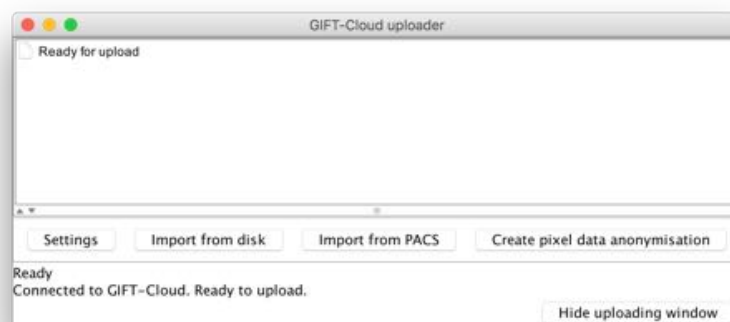 GIFT-Cloud uploader
Ready for upload
Settings Import from disk Import from PACS Create pixel data anonymisation
Ready
Connected to GIFT-Cloud. Ready to upload.
Hide uploading window